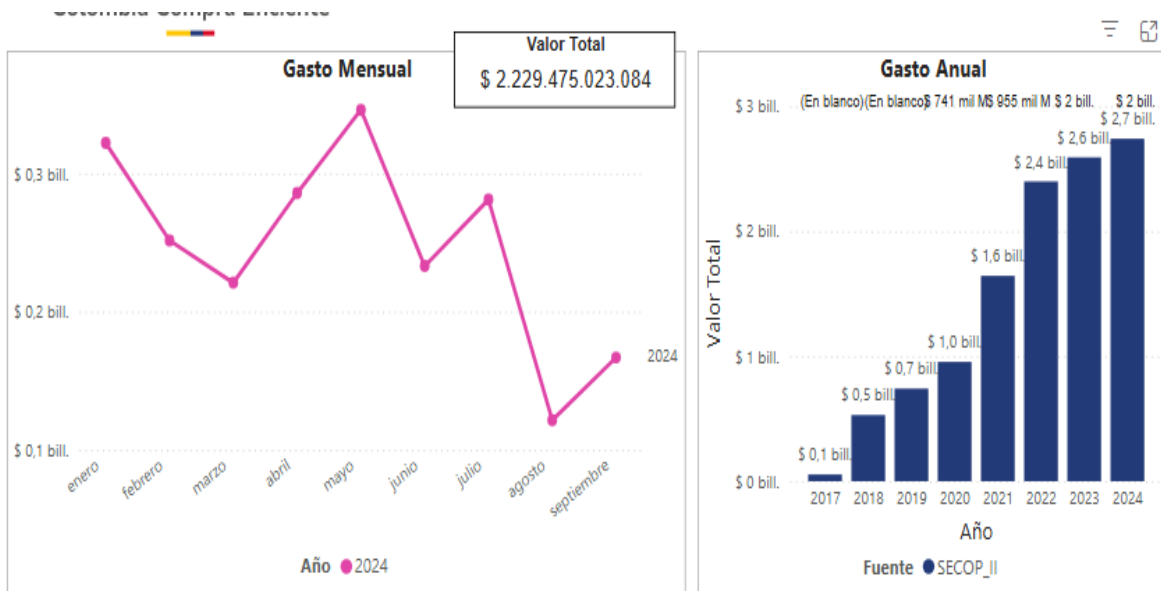 Colombia Compra Eficiente
Valor Total
$ 2.229.475.023.084
Gasto Mensual
$ 0,3 bill.
$ 0,2 bill.
$ 0,1 bill.
2024
enero
febrero
marzo
abril
mayo
junio
julio
agosto
septiembre
Año 2024
Gasto Anual
(En blanco) (En blanco) $ 741 mil M $ 955 mil M $ 2 bill. $ 2 bill.
$ 3 bill.
$ 2 bill.
$ 1 bill.
$ 0 bill.
Valor Total
$ 0,1 bill.
$ 0,5 bill.
$ 0,7 bill.
$ 1,0 bill.
$ 1,6 bill.
$ 2,4 bill.
$ 2,6 bill.
$ 2,7 bill.
2017 2018 2019 2020 2021 2022 2023 2024
Año
Fuente SECOP_II